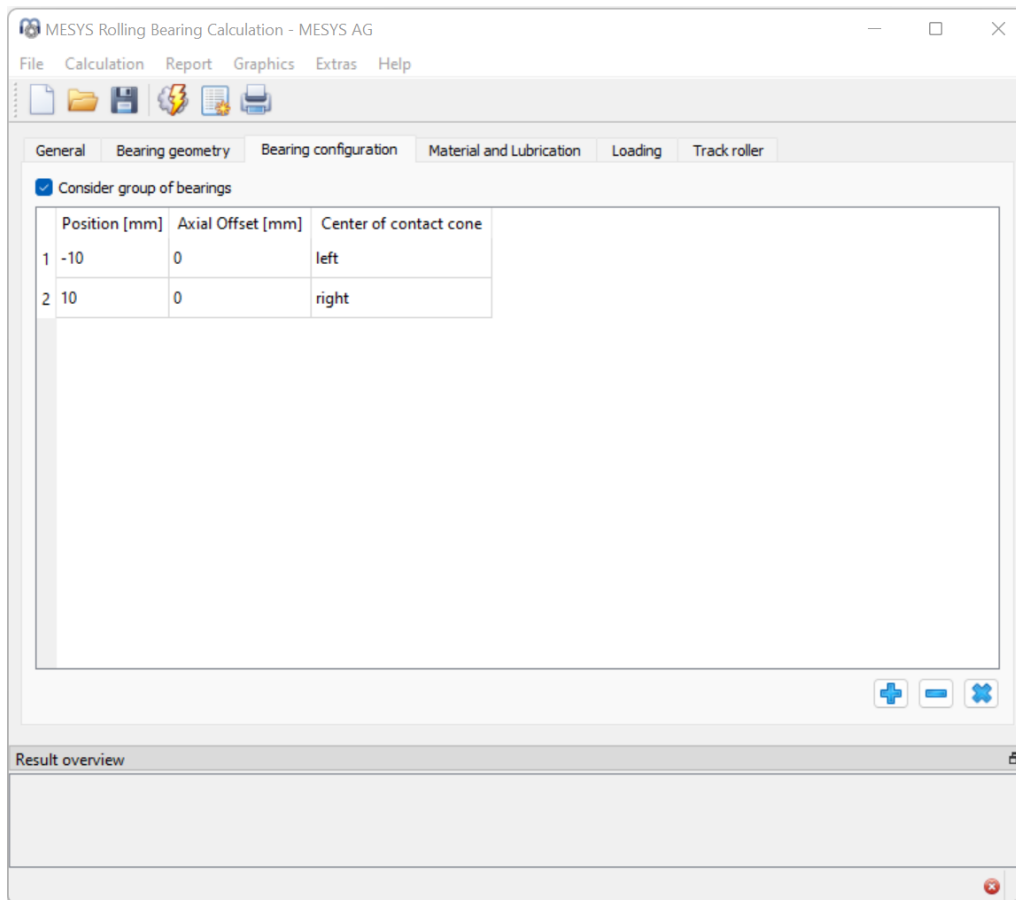 MESYS Rolling Bearing Calculation - MESYS AG
File Calculation Report Graphics Extras Help
General Bearing geometry Bearing configuration Material and Lubrication Loading Track roller
Consider group of bearings
Position [mm] Axial Offset [mm] Center of contact cone
1 -10 0 left
2 10 0 right
Result overview